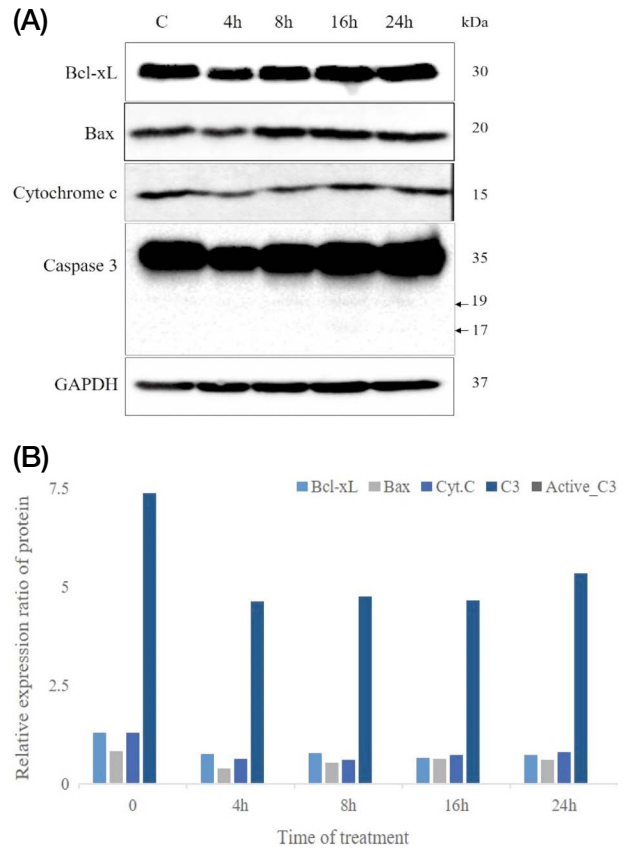 (A)
C 4h 8h 16h 24h kDa
Bcl-xL 30
Bax 20
Cytochrome c 15
Caspase 3 35
19
17
GAPDH 37
(B)
Relative expression ratio of protein
7.5
5
2.5
0
Bcl-xL Bax Cyt.C C3 Active_C3
0 4h 8h 16h 24h
Time of treatment